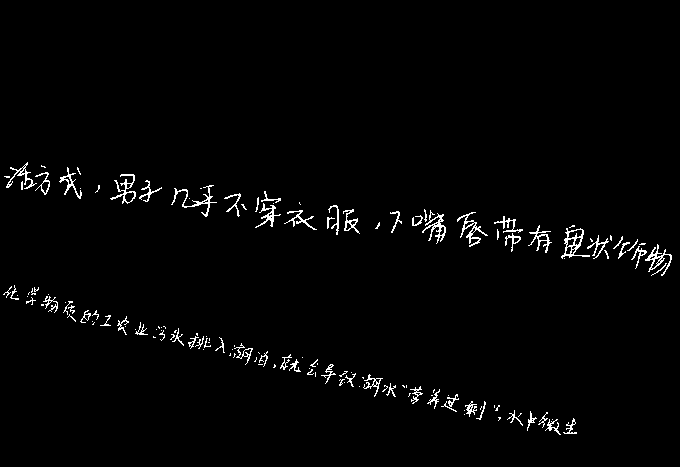 活方式，男子几乎不穿衣服，下嘴唇带有盘状饰物
化学物质的工农业污水排入湖泊，就会导致湖水“营养过剩”，水中微生